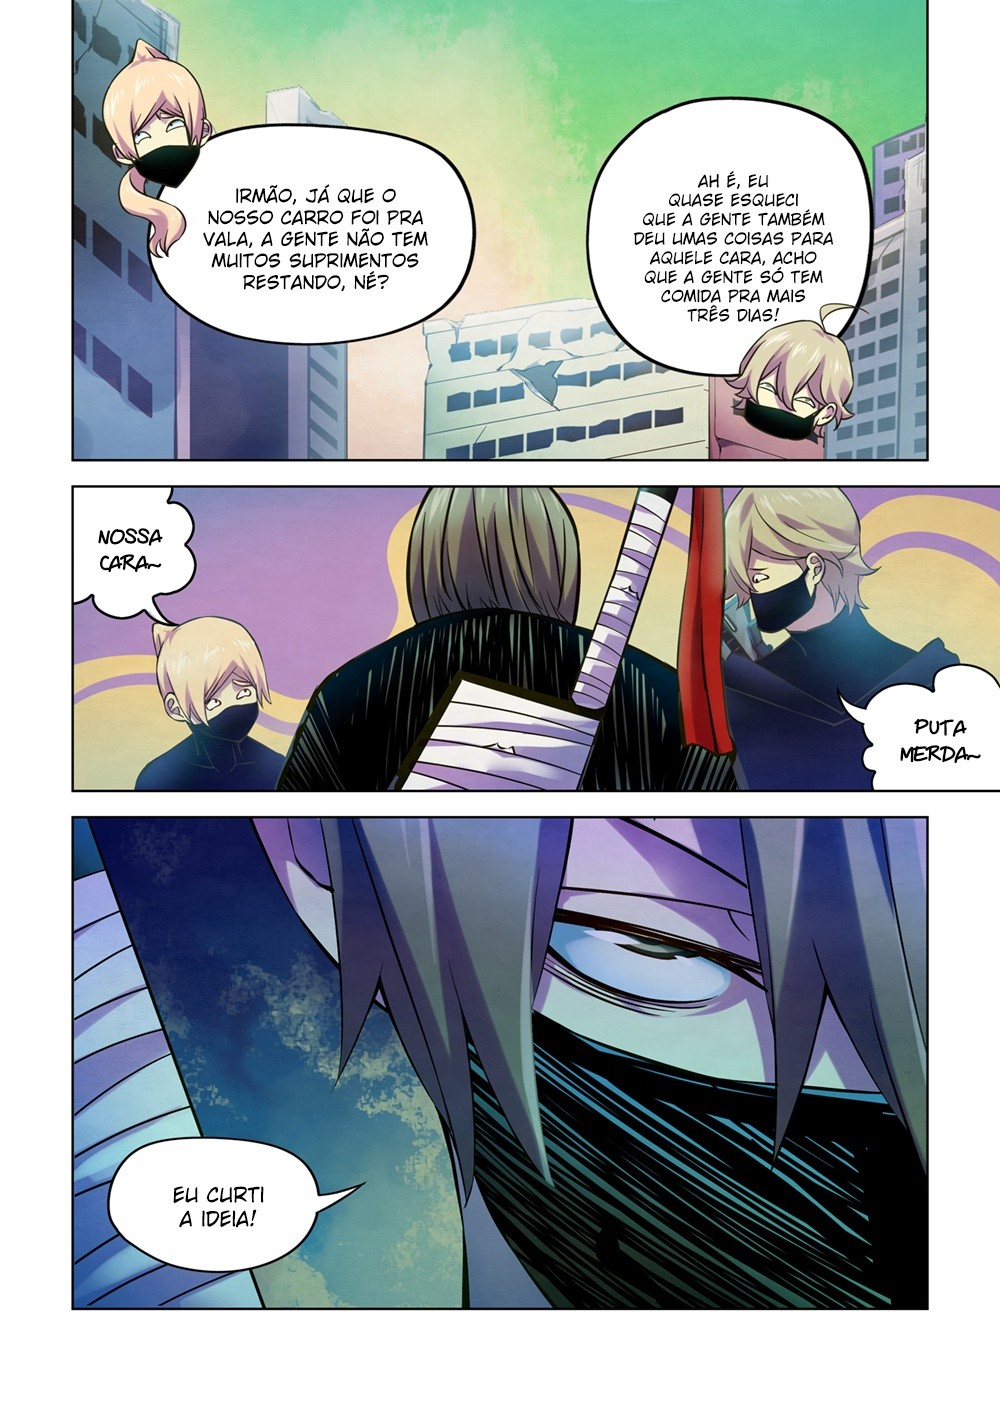 IRMÃO, JÁ QUE O
NOSSO CARRO FOI PRA
VALA, A GENTE NÃO TEM
MUITOS SUPRIMENTOS
RESTANDO, NÉ?
AH É, EU
QUASE ESQUECI
QUE A GENTE TAMBÉM
DEU UMAS COISAS PARA
AQUELE CARA, ACHO
QUE A GENTE SÓ TEM
COMIDA PRA MAIS
TRÊS DIAS!
NOSSA
CARA~
PUTA
MERDA~
EU CURTI
A IDEIA!